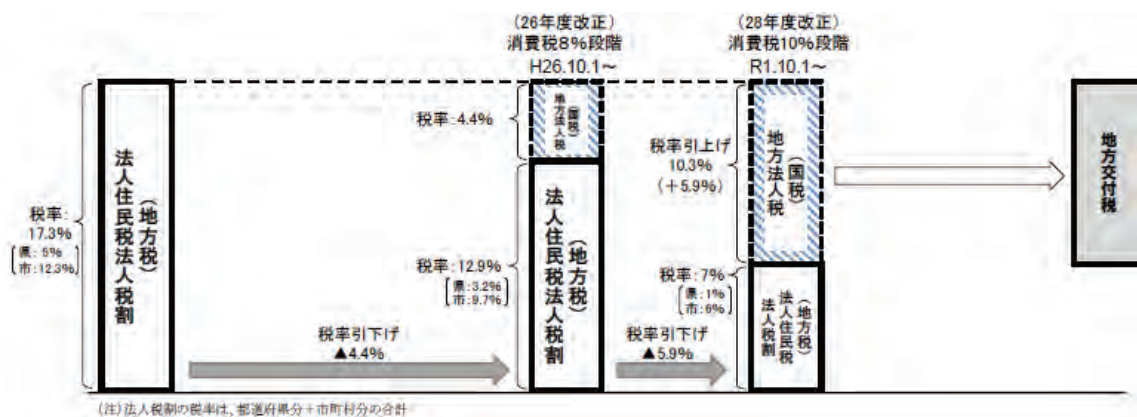 (26年度改正)
消費税8%段階
H26.10.1~
(28年度改正)
消費税10%段階
R1.10.1~
税率:
17.3%
県:5%
市:12.3%
法人住民税法人税割
(地方税)
税率引下げ
▲4.4%
税率:4.4%
地方法人税
(国税)
税率:12.9%
県:3.2%
市:9.7%
法人住民税法人税割
(地方税)
税率引下げ
▲5.9%
税率引上げ
10.3%
(+5.9%)
地方法人税
(国税)
税率:7%
県:1%
市:6%
(地方税)
法人住民税
法人税割
地方交付税
(注)法人税割の税率は、都道府県分+市町村分の合計